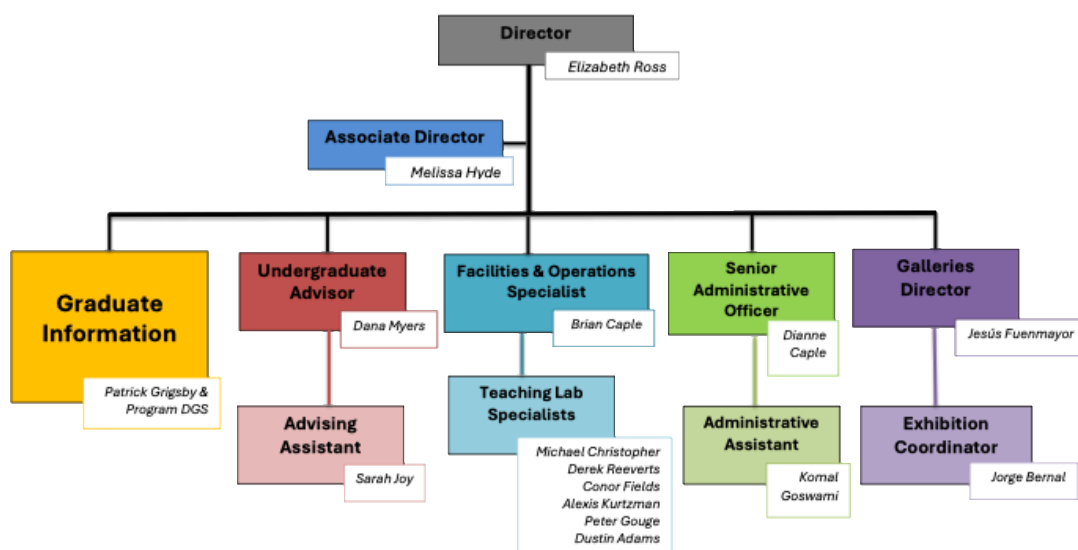 Director
Elizabeth Ross
Associate Director
Melissa Hyde
Graduate
Information
Patrick Grigsby &
Program DGS
Undergraduate
Advisor
Dana Myers
Advising
Assistant
Sarah Joy
Facilities & Operations
Specialist
Brian Caple
Teaching Lab
Specialists
Michael Christopher
Derek Reeverts
Conor Fields
Alexis Kurtzman
Peter Gouge
Dustin Adams
Senior
Administrative
Officer
Dianne
Caple
Administrative
Assistant
Komal
Goswami
Galleries
Director
Jesús Fuenmayor
Exhibition
Coordinator
Jorge Bernal